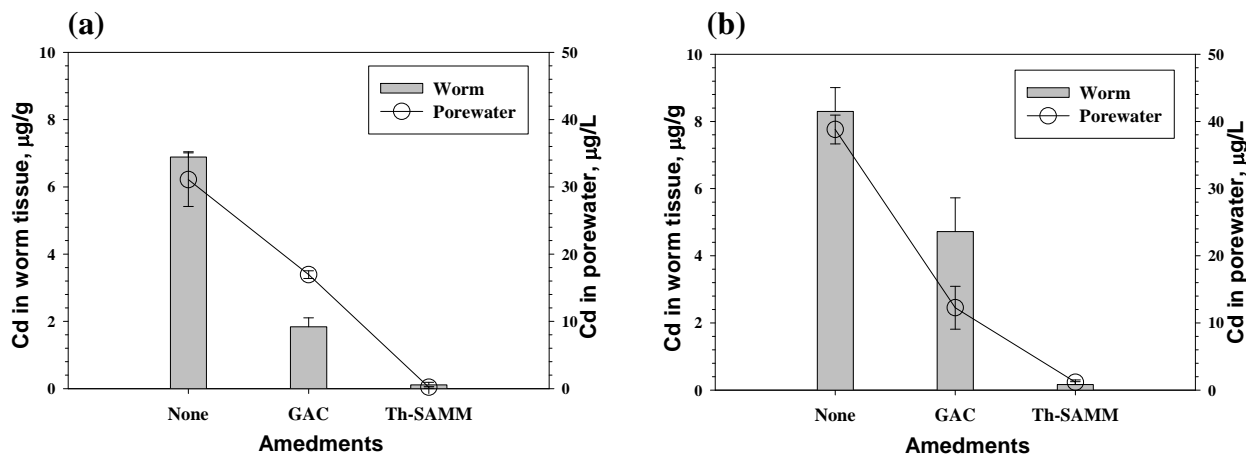 (a)
10
8
6
4
2
0
Cd in worm tissue, µg/g
50
40
30
20
10
0
Cd in porewater, µg/L
Worm
Porewater
None GAC Th-SAMM
Amedments
(b)
10
8
6
4
2
0
Cd in worm tissue, µg/g
50
40
30
20
10
0
Cd in porewater, µg/L
Worm
Porewater
None GAC Th-SAMM
Amedments